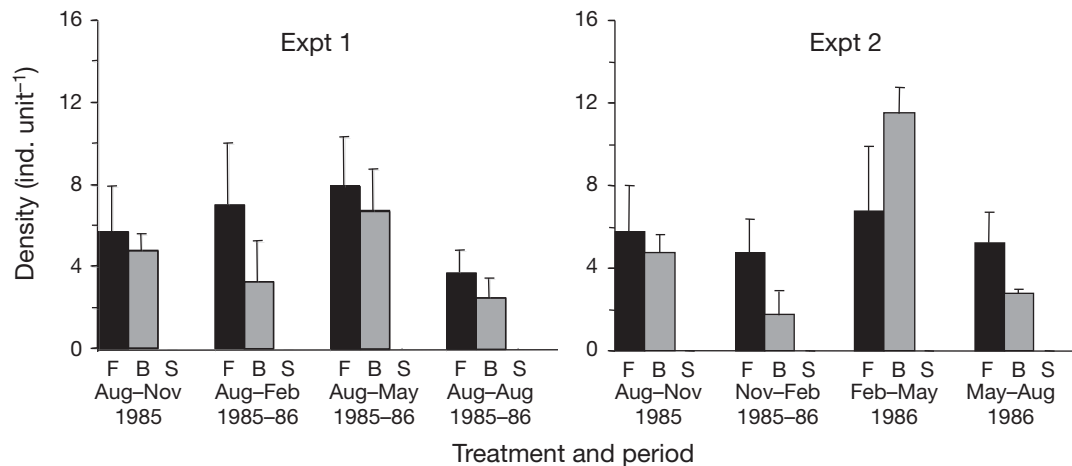 16
12
8
4
0
Density (ind. unit⁻¹)
Expt 1
F B S F B S F B S F B S
Aug–Nov Aug–Feb Aug–May Aug–Aug
1985 1985–86 1985–86 1985–86
16
12
8
4
0
Expt 2
F B S F B S F B S F B S
Aug–Nov Nov–Feb Feb–May May–Aug
1985 1985–86 1986 1986
Treatment and period